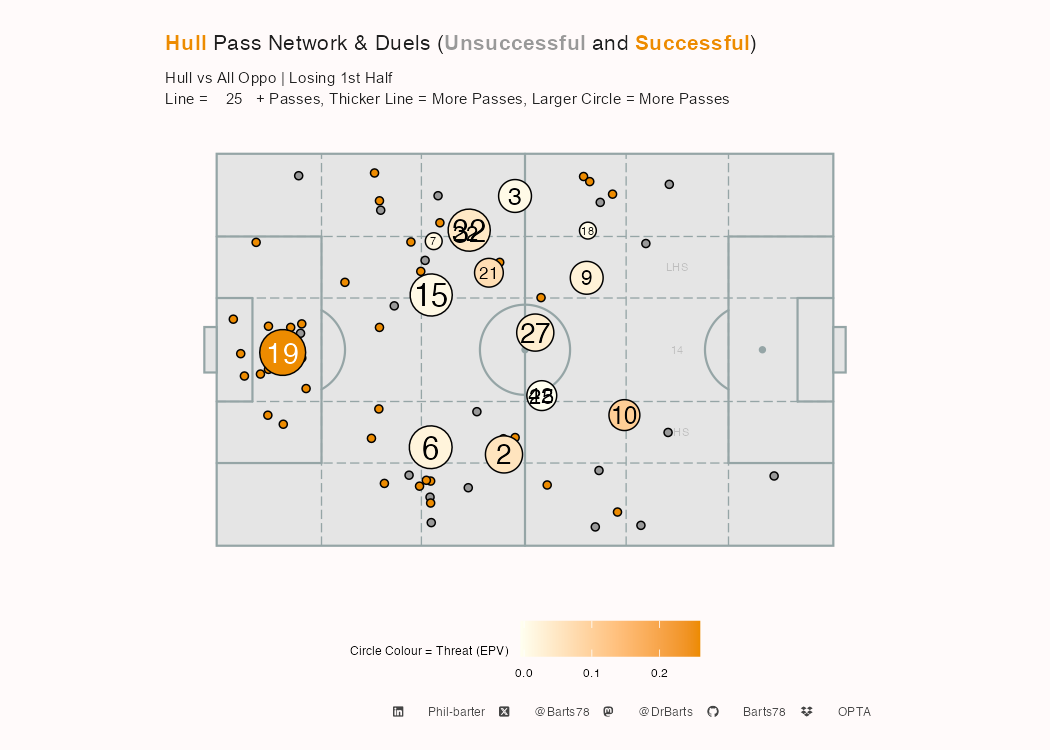 Hull Pass Network & Duels (Unsuccessful and Successful)
Hull vs All Oppo | Losing 1st Half
Line = 25 + Passes, Thicker Line = More Passes, Larger Circle = More Passes
3
7
18
21
LHS
9
15
27
19
14
10
HS
6
2
Circle Colour = Threat (EPV)
0.0 0.1 0.2
Phil-barter @Barts78 @DrBarts Barts78 OPTA